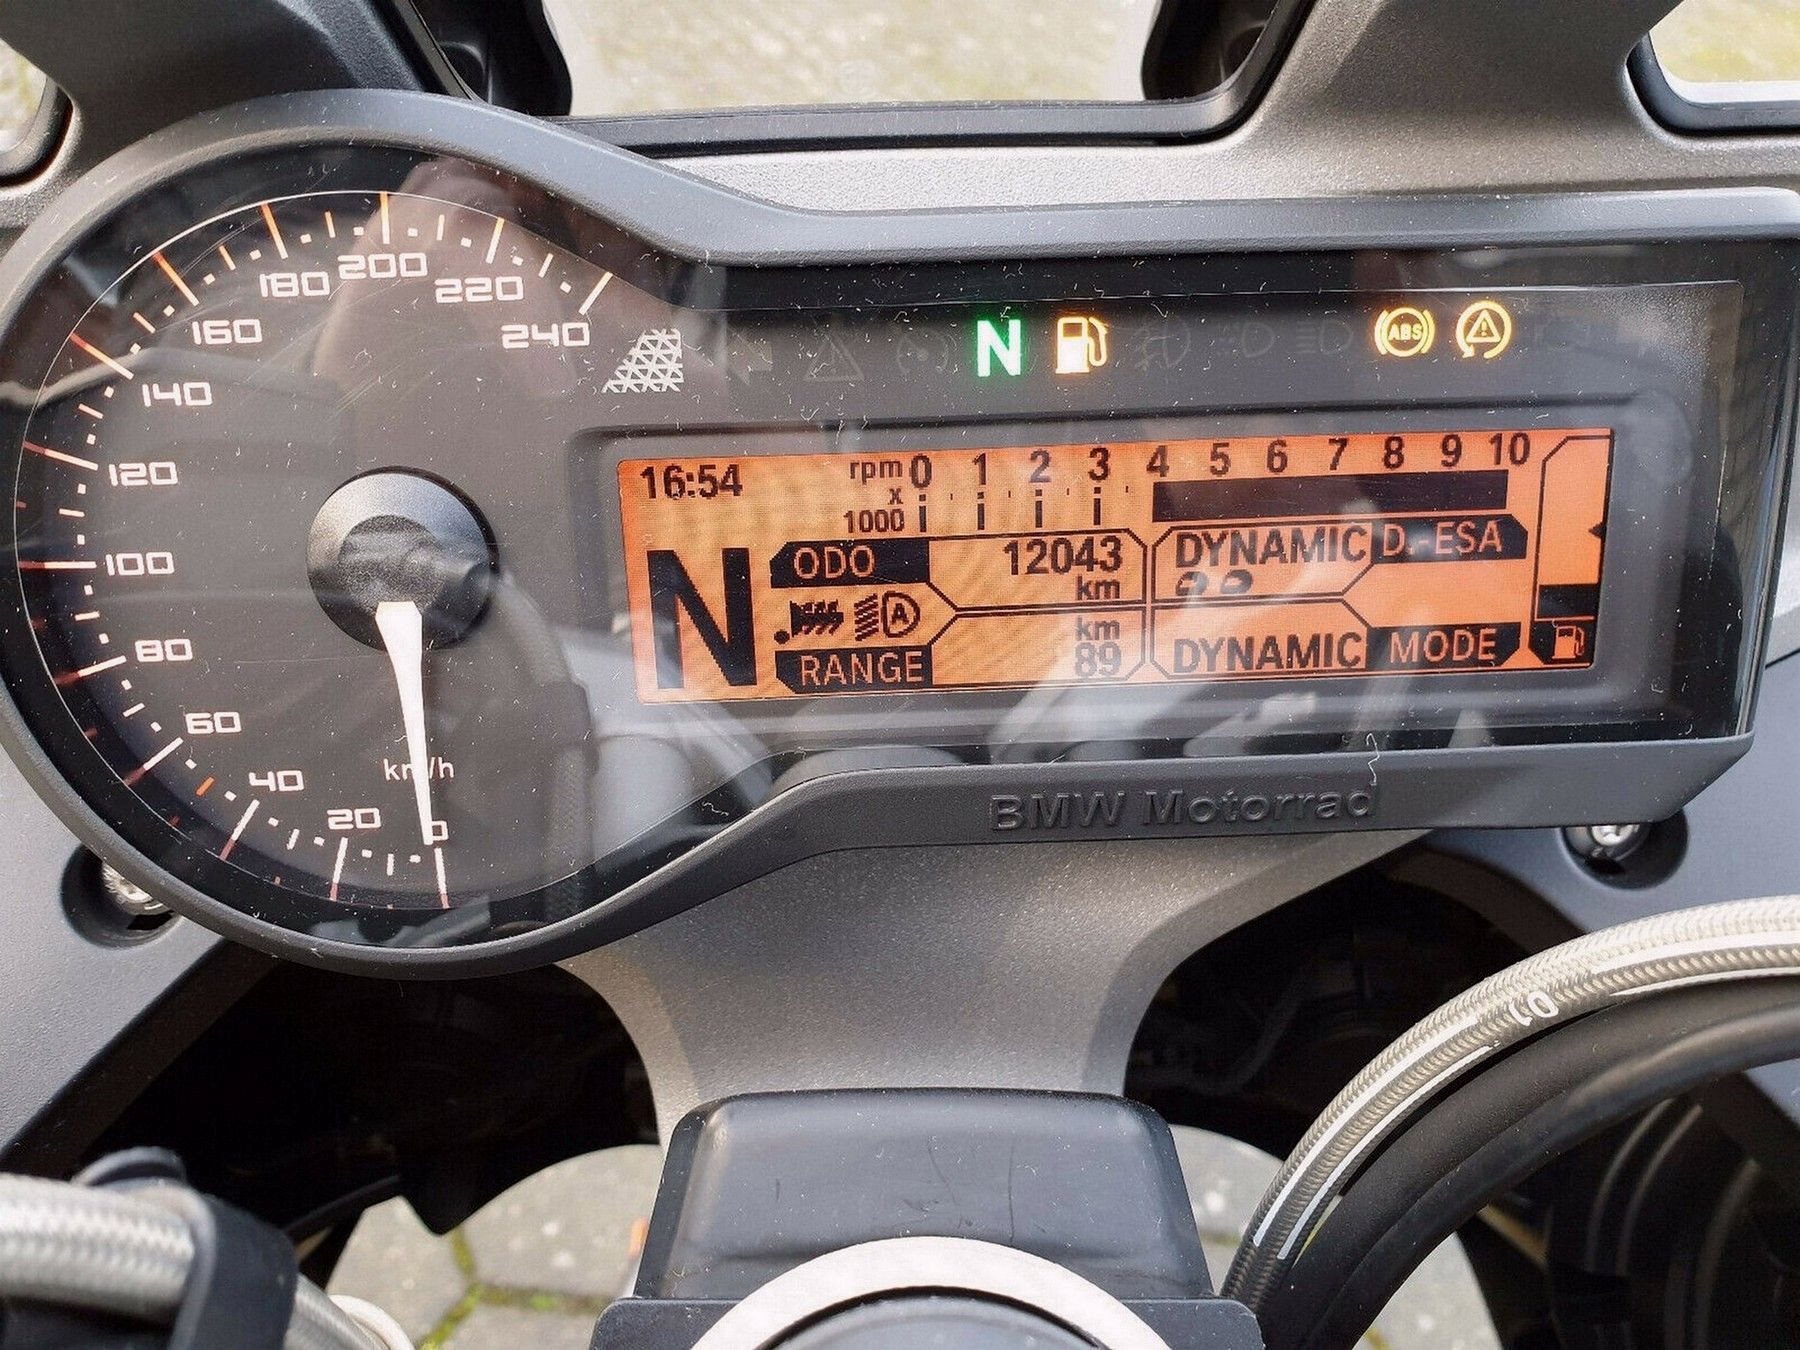 240
220
200
180
160
140
120
100
80
60
40
20
0
km/h
N
ABS
16:54
rpm
x
1000
0 1 2 3 4 5 6 7 8 9 10
N
ODO
12043
km
DYNAMIC D.-ESA
A
RANGE
km
89
DYNAMIC MODE
BMW Motorrad
10